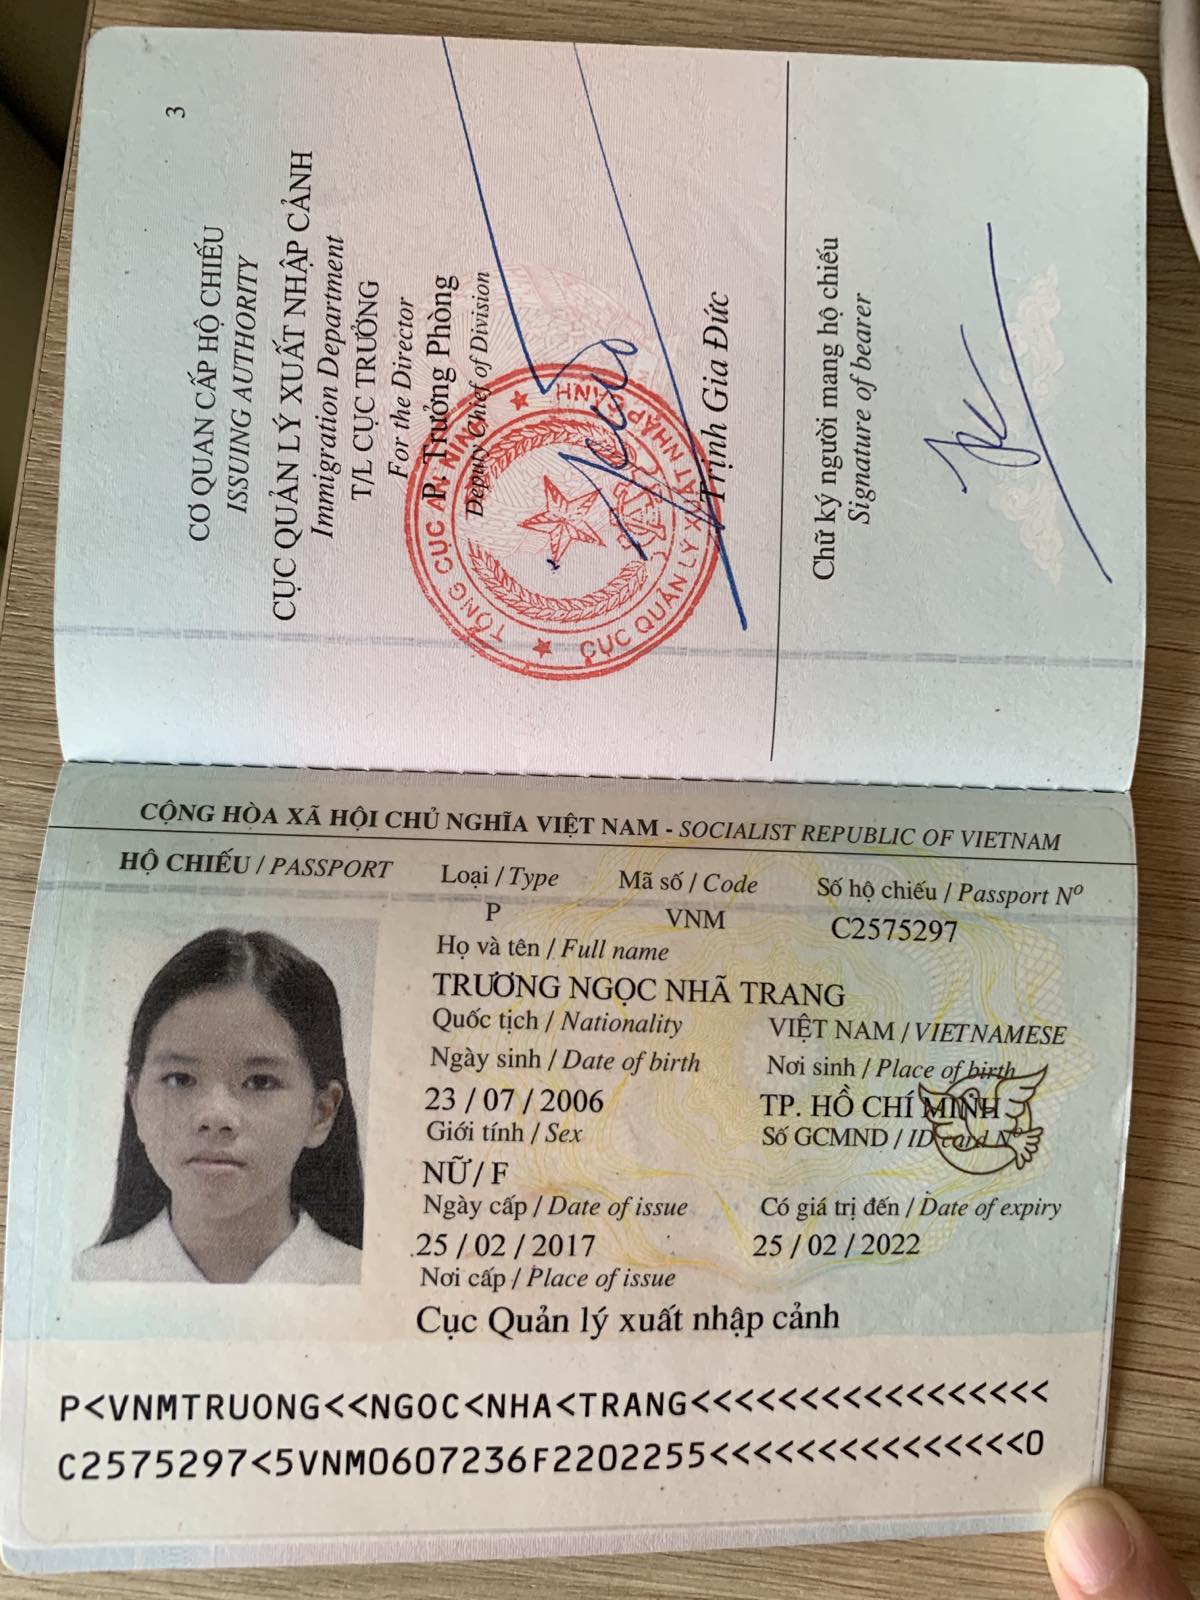 3
CƠ QUAN CẤP HỘ CHIẾU
ISSUING AUTHORITY
CỤC QUẢN LÝ XUẤT NHẬP CẢNH
Immigration Department
T/L CỤC TRƯỞNG
For the Director
P. Trưởng Phòng
Deputy Chief of Division
TỔNG CỤC AN NINH
CỤC QUẢN LÝ XUẤT NHẬP CẢNH
Trịnh Gia Đức
Chữ ký người mang hộ chiếu
Signature of bearer
CỘNG HÒA XÃ HỘI CHỦ NGHĨA VIỆT NAM - SOCIALIST REPUBLIC OF VIETNAM
HỘ CHIẾU / PASSPORT
Loại / Type Mã số / Code Số hộ chiếu / Passport Nº
P VNM C2575297
Họ và tên / Full name
TRƯƠNG NGỌC NHÃ TRANG
Quốc tịch / Nationality VIỆT NAM / VIETNAMESE
Ngày sinh / Date of birth Nơi sinh / Place of birth
23 / 07 / 2006 TP. HỒ CHÍ MINH
Giới tính / Sex Số GCMND / ID card Nº
NỮ/ F
Ngày cấp / Date of issue Có giá trị đến / Date of expiry
25 / 02 / 2017 25 / 02 / 2022
Nơi cấp / Place of issue
Cục Quản lý xuất nhập cảnh
P<VNMTRUONG<<NGOC<NHA<TRANG<<<<<<<<<<<<<<<<<
C2575297<5VNM0607236F2202255<<<<<<<<<<<<<<<0